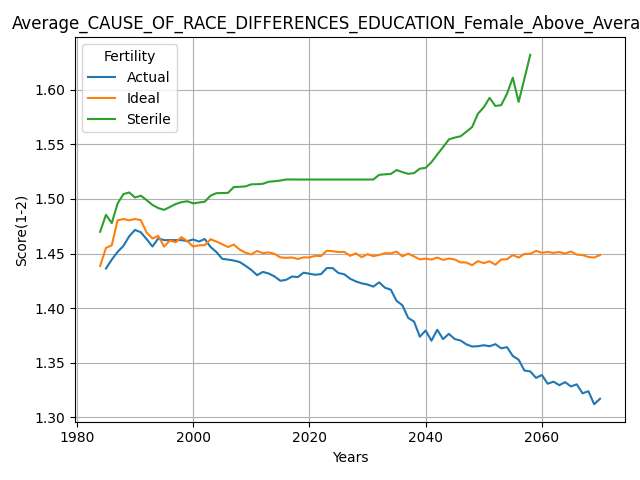 Average_CAUSE_OF_RACE_DIFFERENCES_EDUCATION_Female_Above_Avera
Fertility
Actual
Ideal
Sterile
Score(1-2)
1.60
1.55
1.50
1.45
1.40
1.35
1.30
1980 2000 2020 2040 2060
Years